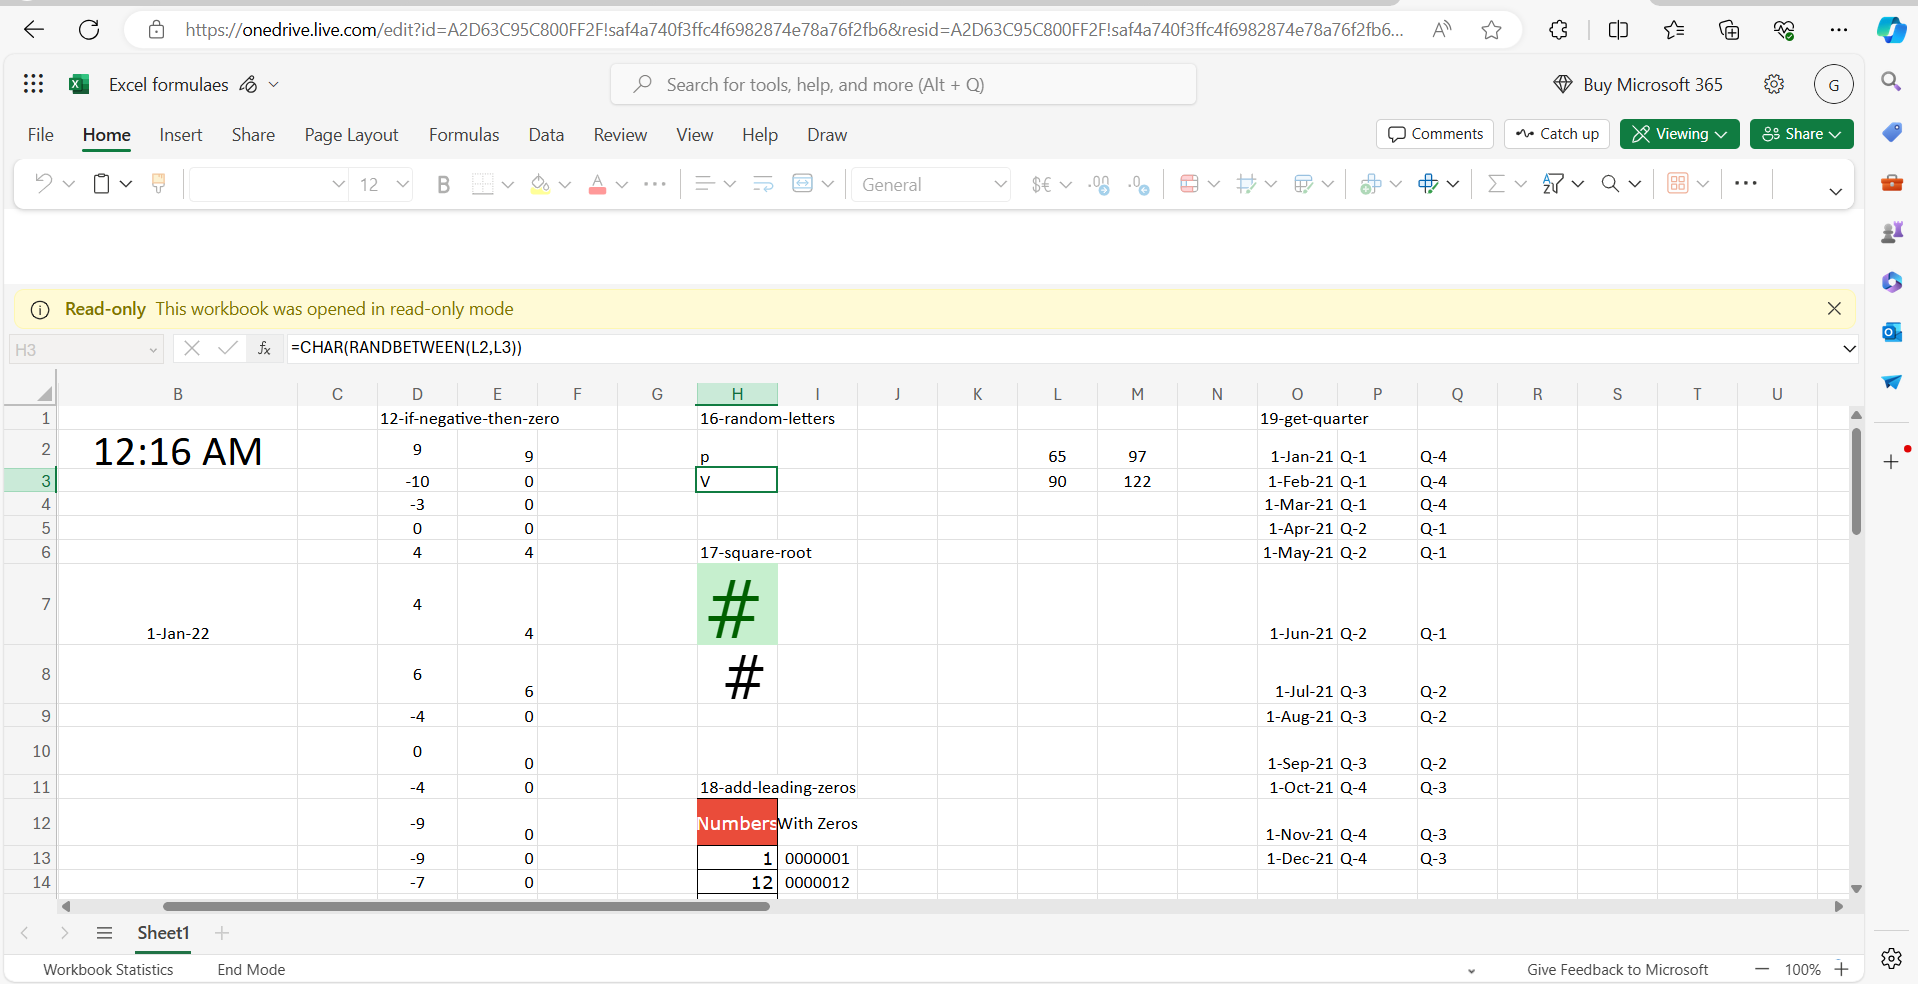 https://onedrive.live.com/edit?id=A2D63C95C800FF2F!saf4a740f3ffc4f6982874e78a76f2fb6&resid=A2D63C95C800FF2F!saf4a740f3ffc4f6982874e78a76f2fb6...
Excel formulaes
Search for tools, help, and more (Alt + Q)
Buy Microsoft 365
G
File Home Insert Share Page Layout Formulas Data Review View Help Draw
Comments Catch up Viewing Share
12 B A General $€ .00 .0
Read-only This workbook was opened in read-only mode
H3 fx =CHAR(RANDBETWEEN(L2,L3))
B C D E F G H I J K L M N O P Q R S T U
1 12-if-negative-then-zero 16-random-letters 19-get-quarter
2 12:16 AM 9 9 p 65 97 1-Jan-21 Q-1 Q-4
3 -10 0 V 90 122 1-Feb-21 Q-1 Q-4
4 -3 0 1-Mar-21 Q-1 Q-4
5 0 0 1-Apr-21 Q-2 Q-1
6 4 4 17-square-root 1-May-21 Q-2 Q-1
7 1-Jan-22 4 4 # 1-Jun-21 Q-2 Q-1
8 6 6 # 1-Jul-21 Q-3 Q-2
9 -4 0 1-Aug-21 Q-3 Q-2
10 0 0 1-Sep-21 Q-3 Q-2
11 -4 0 18-add-leading-zeros 1-Oct-21 Q-4 Q-3
12 -9 0 Numbers With Zeros 1-Nov-21 Q-4 Q-3
13 -9 0 1 0000001 1-Dec-21 Q-4 Q-3
14 -7 0 12 0000012
Sheet1
Workbook Statistics End Mode Give Feedback to Microsoft 100%